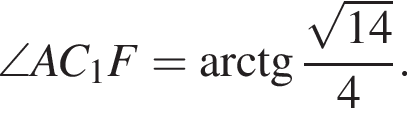 ∠AC₁F = arctg √14/4.